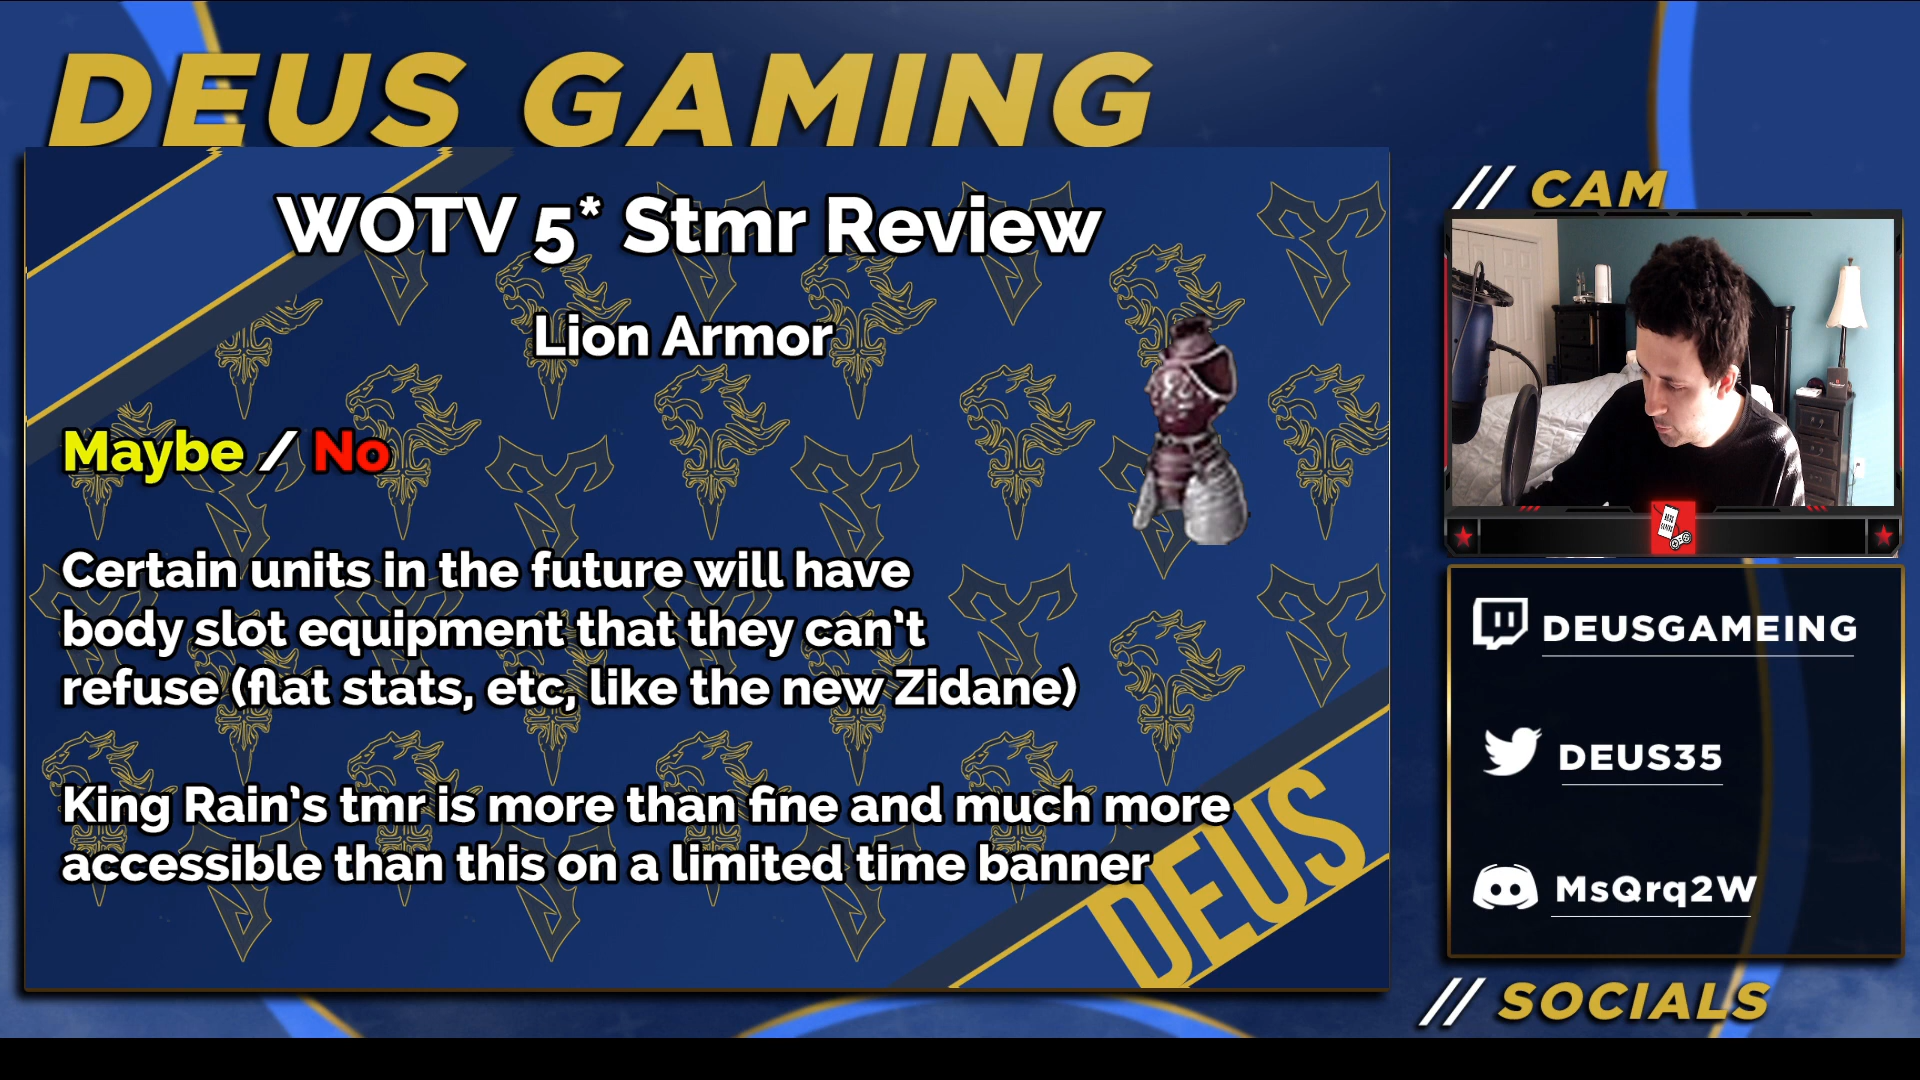 DEUS GAMING
WOTV 5* Stmr Review
Lion Armor
Maybe / No
Certain units in the future will have
body slot equipment that they can't
refuse (flat stats, etc, like the new Zidane)
King Rain's tmr is more than fine and much more
accessible than this on a limited time banner
DEUS
// CAM
DEUSGAMEING
DEUS35
MsQrq2W
// SOCIALS